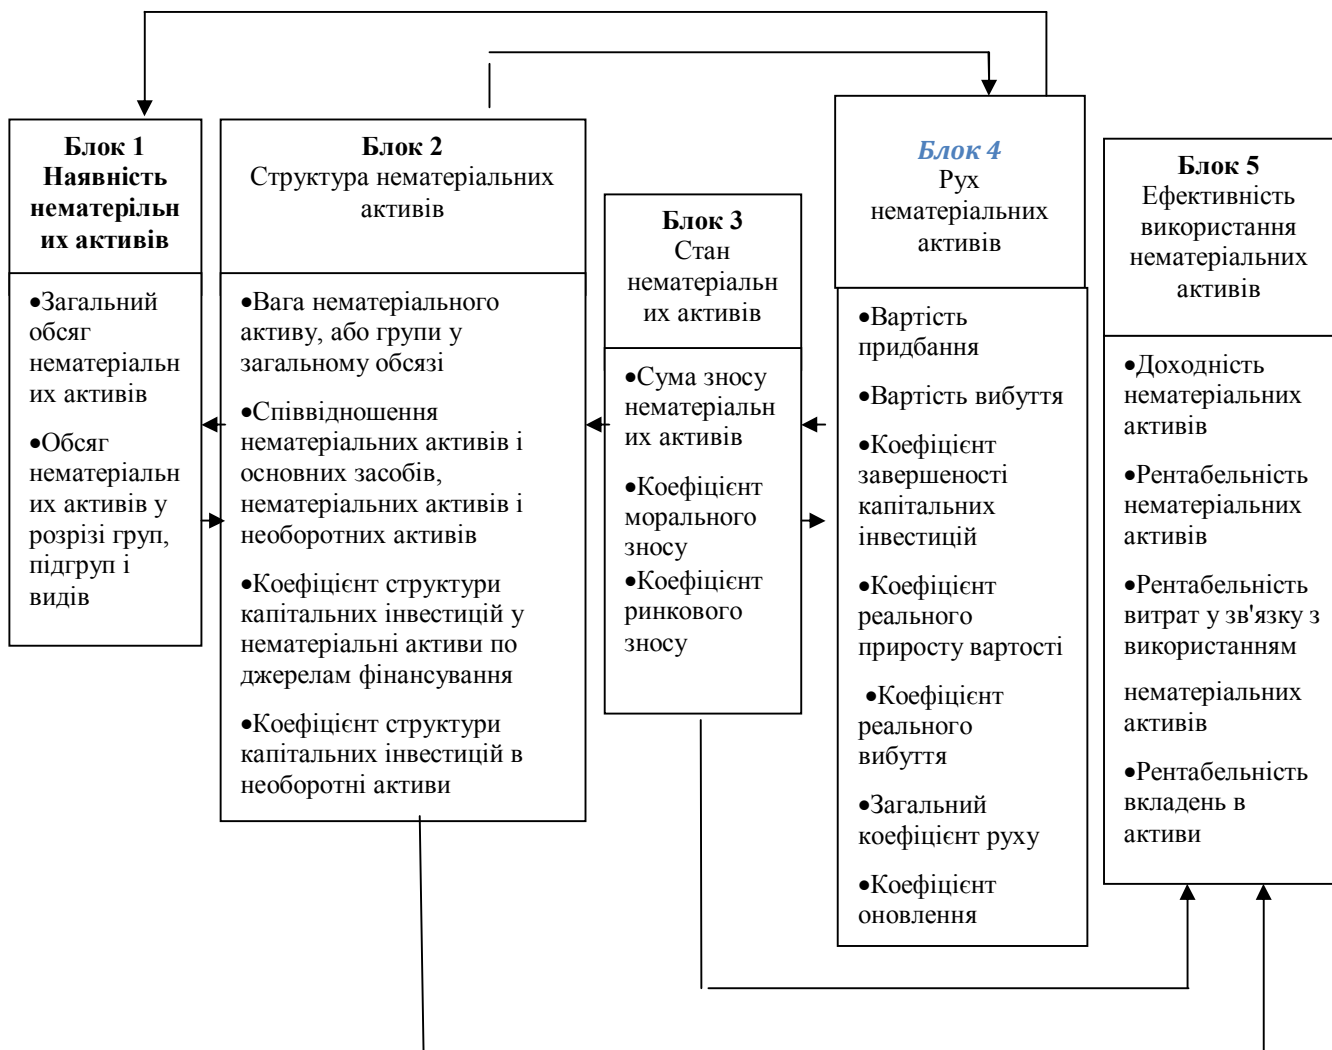 Блок 1
Наявність
нематерільн
их активів
•Загальний
обсяг
нематеріальн
их активів
•Обсяг
нематеріальн
их активів у
розрізі груп,
підгруп і
видів
Блок 2
Структура нематеріальних
активів
•Вага нематеріального
активу, або групи у
загальному обсязі
•Співвідношення
нематеріальних активів і
основних засобів,
нематеріальних активів і
необоротних активів
•Коефіцієнт структури
капітальних інвестицій у
нематеріальні активи по
джерелам фінансування
•Коефіцієнт структури
капітальних інвестицій в
необоротні активи
Блок 3
Стан
нематеріальн
их активів
•Сума зносу
нематеріальн
их активів
•Коефіцієнт
морального
зносу
•Коефіцієнт
ринкового
зносу
Блок 4
Рух
нематеріальних
активів
•Вартість
придбання
•Вартість вибуття
•Коефіцієнт
завершеності
капітальних
інвестицій
•Коефіцієнт
реального
приросту вартості
•Коефіцієнт
реального
вибуття
•Загальний
коефіцієнт руху
•Коефіцієнт
оновлення
Блок 5
Ефективність
використання
нематеріальних
активів
•Доходність
нематеріальних
активів
•Рентабельність
нематеріальних
активів
•Рентабельність
витрат у зв'язку з
використанням
нематеріальних
активів
•Рентабельність
вкладень в
активи